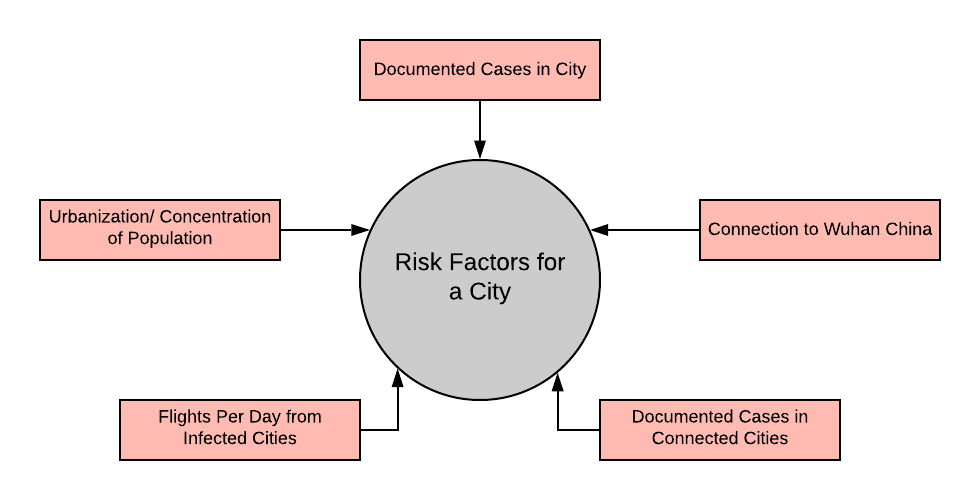 Documented Cases in City
Urbanization/ Concentration
of Population
Connection to Wuhan China
Risk Factors for
a City
Flights Per Day from
Infected Cities
Documented Cases in
Connected Cities